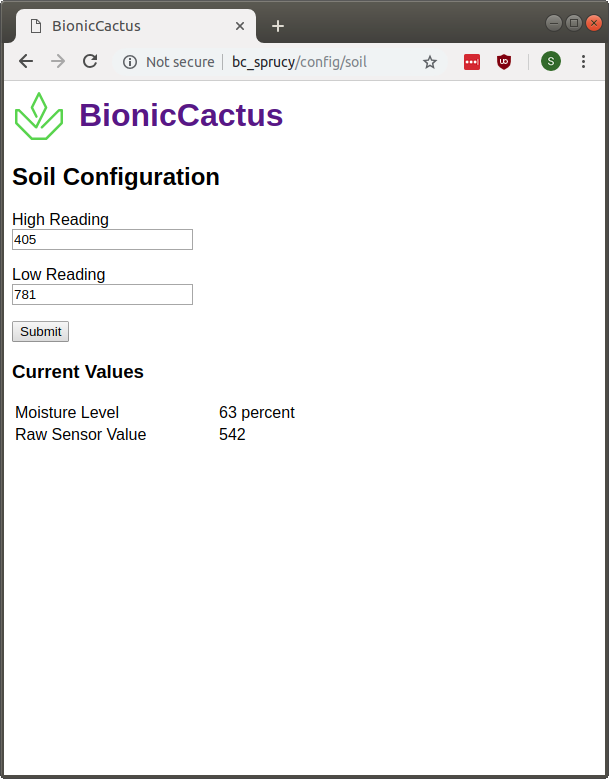 BionicCactus
Not secure bc_sprucy/config/soil S
BionicCactus
Soil Configuration
High Reading
405
Low Reading
781
Submit
Current Values
Moisture Level 63 percent
Raw Sensor Value 542